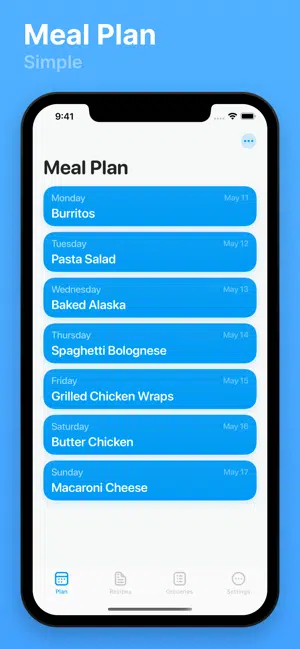 Meal Plan
Simple
9:41
Meal Plan
Monday May 11
Burritos
Tuesday May 12
Pasta Salad
Wednesday May 13
Baked Alaska
Thursday May 14
Spaghetti Bolognese
Friday May 15
Grilled Chicken Wraps
Saturday May 16
Butter Chicken
Sunday May 17
Macaroni Cheese
Plan Recipes Groceries Settings